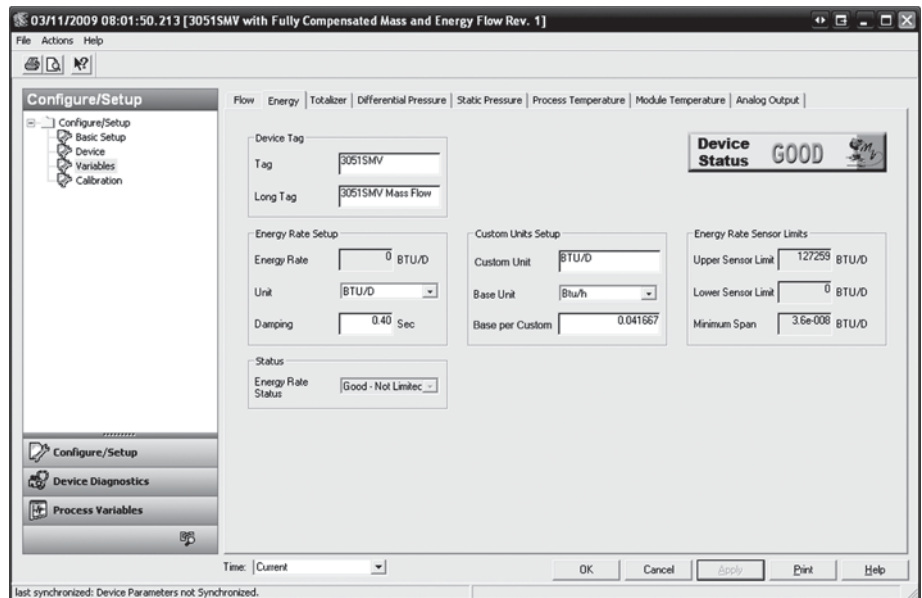 03/11/2009 08:01:50.213 [3051SMV with Fully Compensated Mass and Energy Flow Rev. 1]
File Actions Help
Configure/Setup
Configure/Setup
Basic Setup
Device
Variables
Calibration
Flow Energy Totalizer Differential Pressure Static Pressure Process Temperature Module Temperature Analog Output
Device Tag
Tag 3051SMV
Long Tag 3051SMV Mass Flow
Device Status GOOD
Energy Rate Setup
Energy Rate 0 BTU/D
Unit BTU/D
Damping 0.40 Sec
Custom Units Setup
Custom Unit BTU/D
Base Unit Btu/h
Base per Custom 0.041667
Energy Rate Sensor Limits
Upper Sensor Limit 127259 BTU/D
Lower Sensor Limit 0 BTU/D
Minimum Span 3.6e-008 BTU/D
Status
Energy Rate Status Good - Not Limitec
Configure/Setup
Device Diagnostics
Process Variables
Time: Current
OK Cancel Apply Print Help
last synchronized: Device Parameters not Synchronized.